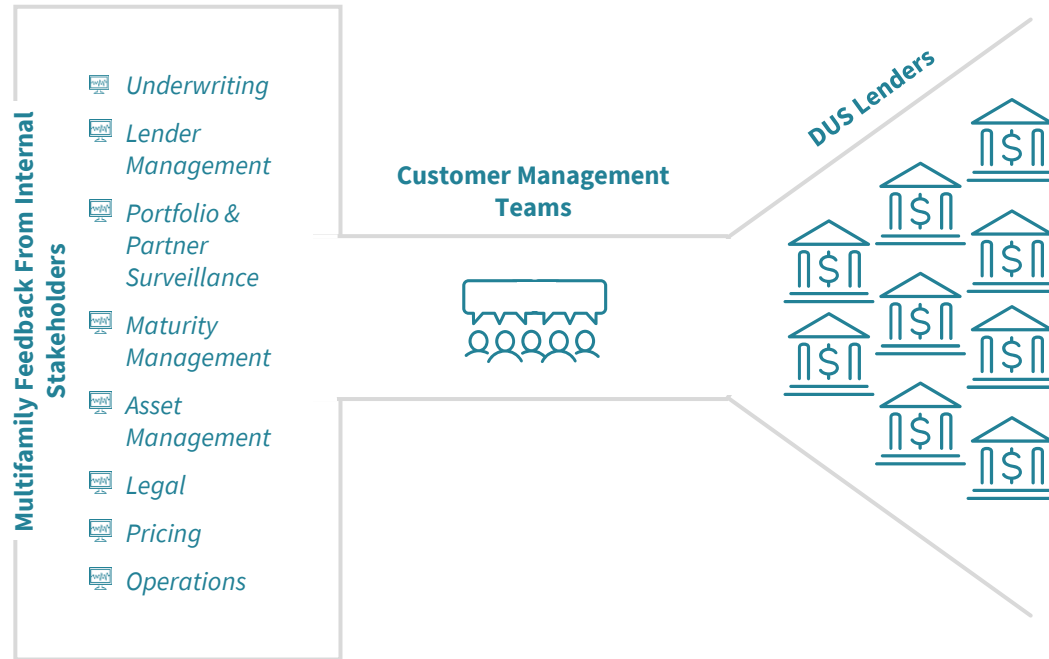 Multifamily Feedback From Internal
Stakeholders
Underwriting
Lender
Management
Portfolio &
Partner
Surveillance
Maturity
Management
Asset
Management
Legal
Pricing
Operations
Customer Management
Teams
DUS Lenders
$
$
$
$
$
$
$
$
$